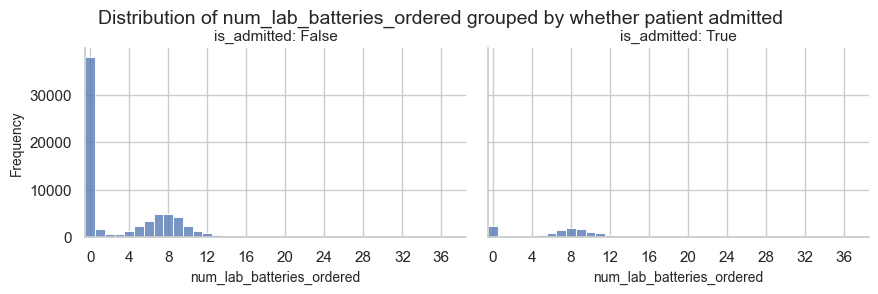 Distribution of num_lab_batteries_ordered grouped by whether patient admitted
is_admitted: False
is_admitted: True
Frequency
30000
20000
10000
0
0 4 8 12 16 20 24 28 32 36
0 4 8 12 16 20 24 28 32 36
num_lab_batteries_ordered
num_lab_batteries_ordered